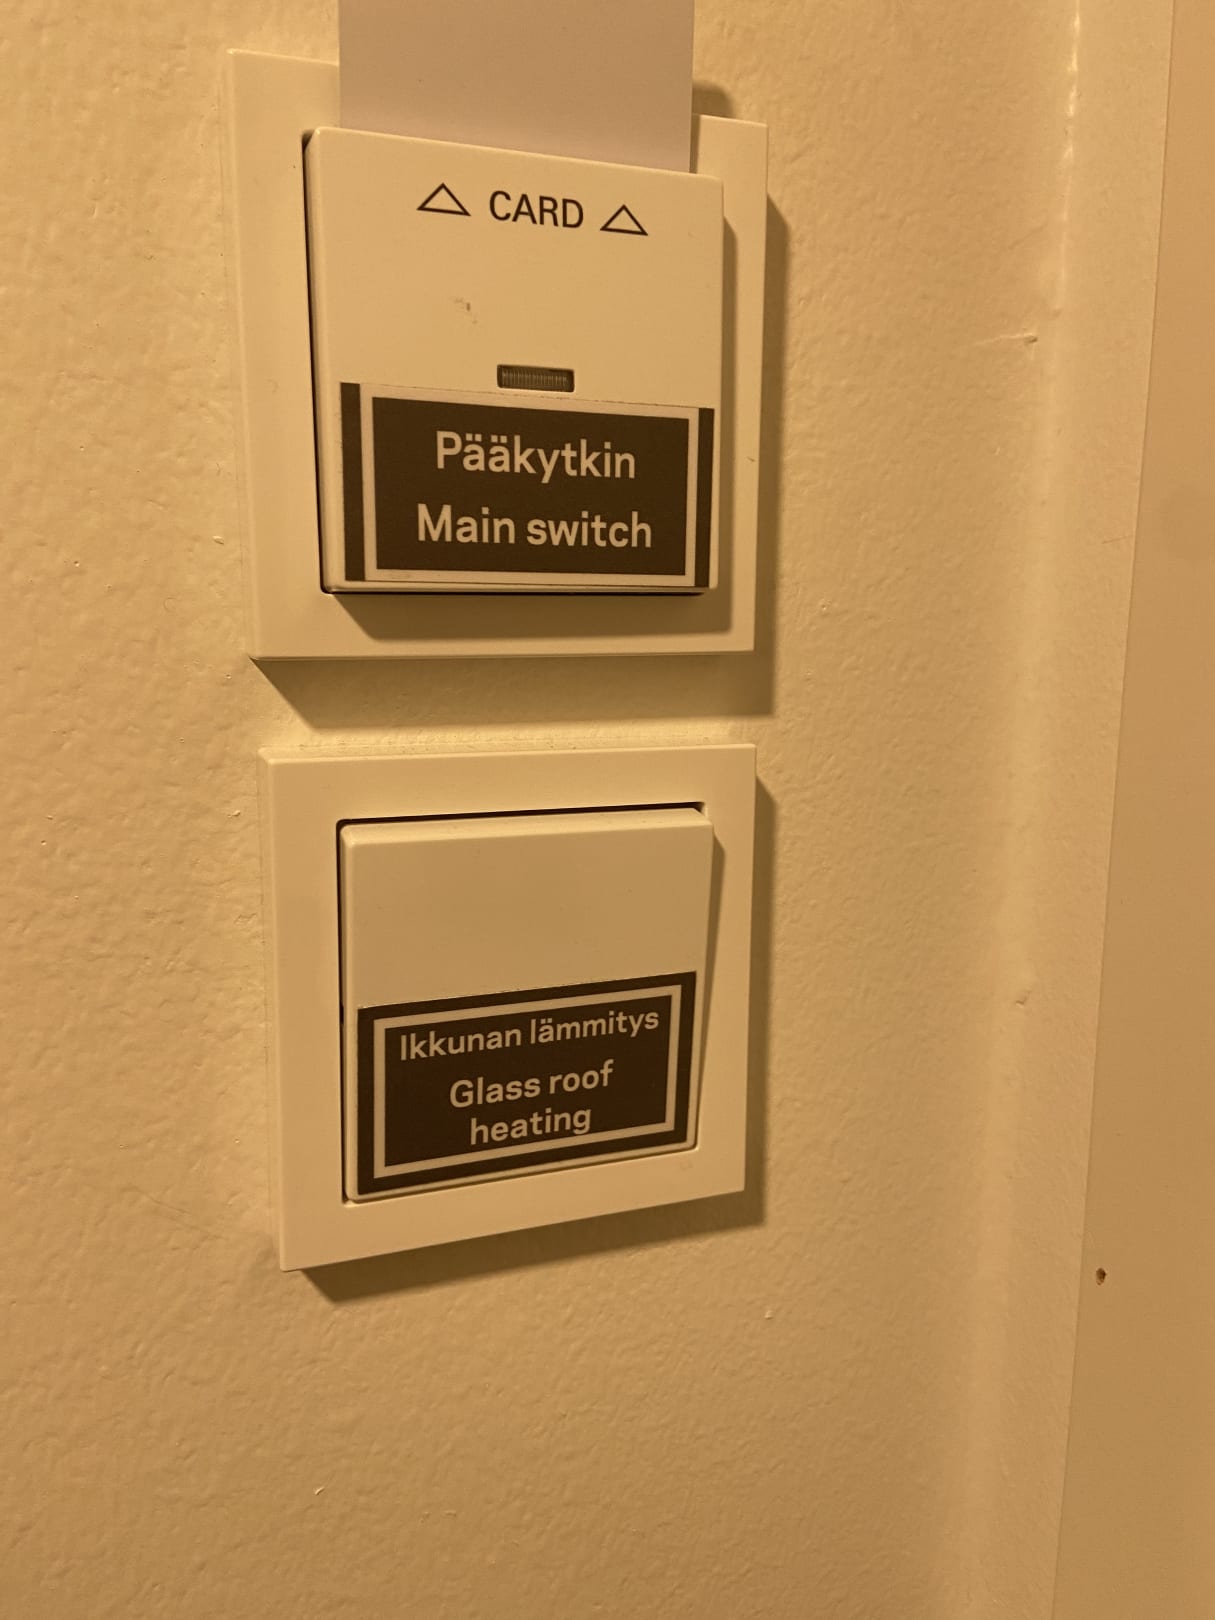 △ CARD △
Pääkytkin
Main switch
Ikkunan lämmitys
Glass roof
heating